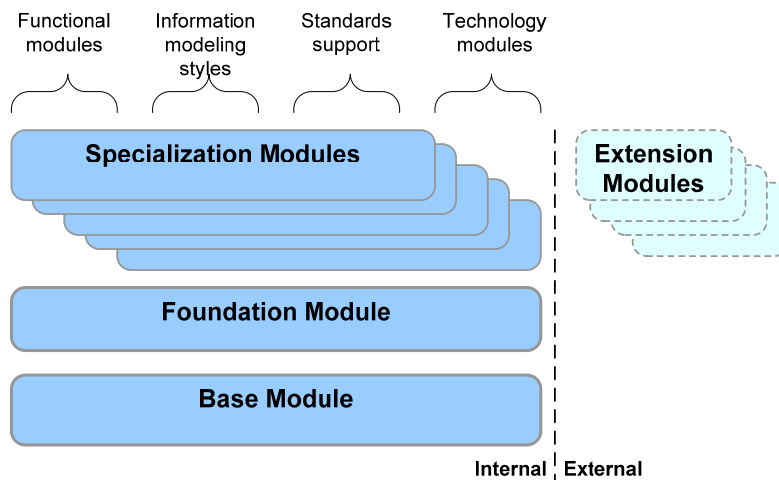 Functional
modules
Information
modeling
styles
Standards
support
Technology
modules
Specialization Modules
Extension
Modules
Foundation Module
Base Module
Internal
External